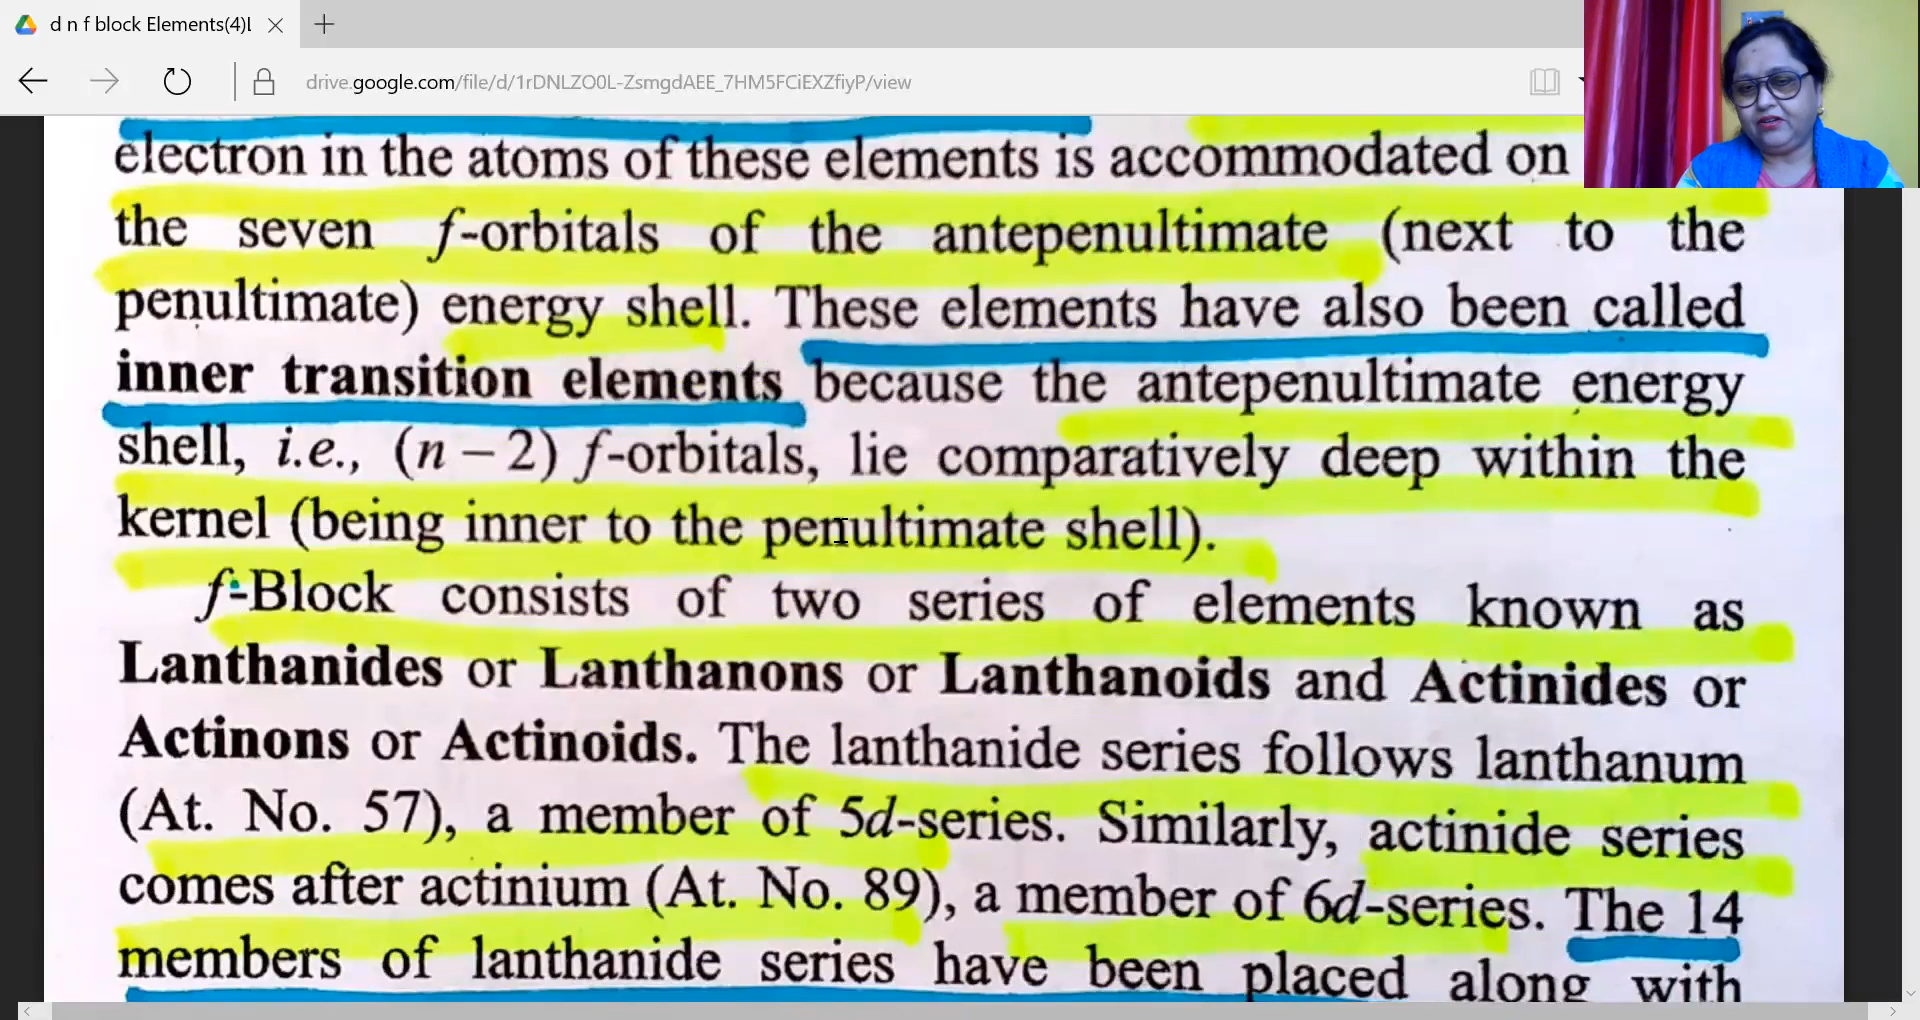 d n f block Elements(4)L
drive.google.com/file/d/1rDNLZO0L-ZsmgdAEE_7HM5FCiEXZfiyP/view
electron in the atoms of these elements is accommodated on
the seven f-orbitals of the antepenultimate (next to the
penultimate) energy shell. These elements have also been called
inner transition elements because the antepenultimate energy
shell, i.e., (n – 2) f-orbitals, lie comparatively deep within the
kernel (being inner to the penultimate shell).
f-Block consists of two series of elements known as
Lanthanides or Lanthanons or Lanthanoids and Actinides or
Actinons or Actinoids. The lanthanide series follows lanthanum
(At. No. 57), a member of 5d-series. Similarly, actinide series
comes after actinium (At. No. 89), a member of 6d-series. The 14
members of lanthanide series have been placed along with